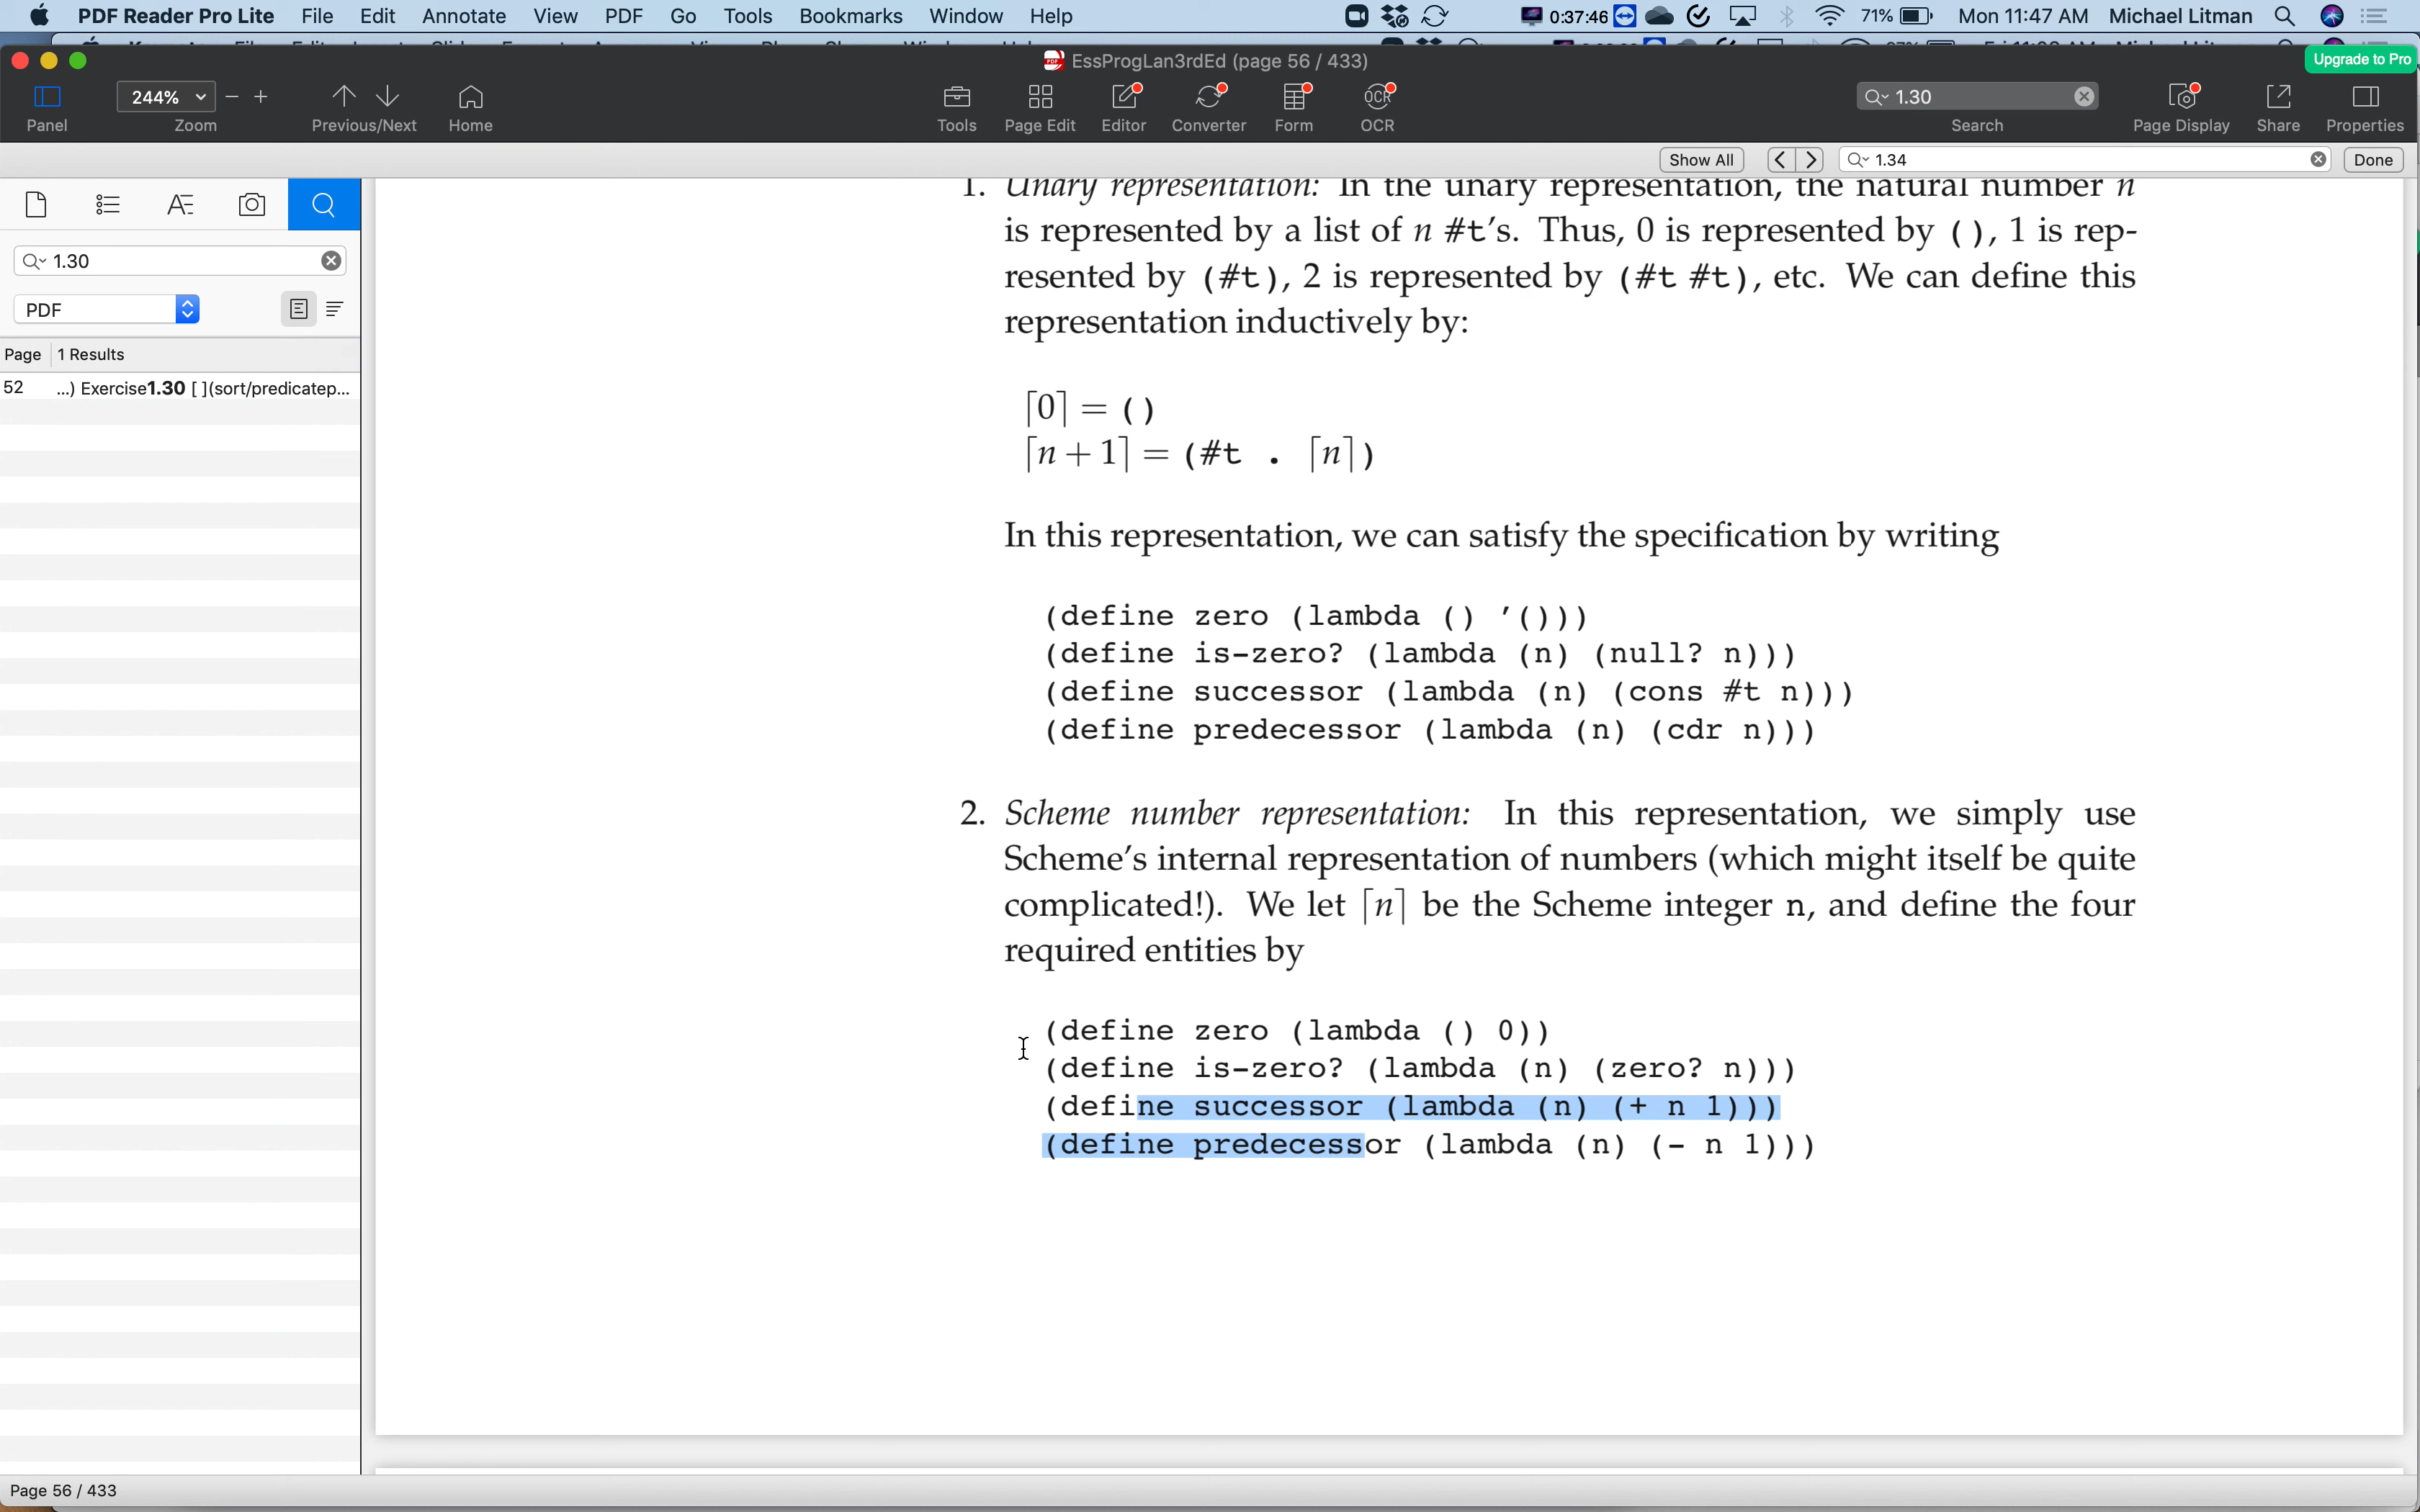 PDF Reader Pro Lite File Edit Annotate View PDF Go Tools Bookmarks Window Help 0:37:46 71% Mon 11:47 AM Michael Litman
EssProgLan3rdEd (page 56 / 433)
Upgrade to Pro
244%
1.30
Panel Zoom Previous/Next Home Tools Page Edit Editor Converter Form OCR Search Page Display Share Properties
Show All 1.34 Done
1.30
PDF
Page 1 Results
52 ...) Exercise1.30 [ ](sort/predicatep...
1. Unary representation: In the unary representation, the natural number n
is represented by a list of n #t's. Thus, 0 is represented by (), 1 is rep-
resented by (#t), 2 is represented by (#t #t), etc. We can define this
representation inductively by:
⌈0⌉ = ()
⌈n + 1⌉ = (#t . ⌈n⌉)
In this representation, we can satisfy the specification by writing
(define zero (lambda () ’()))
(define is-zero? (lambda (n) (null? n)))
(define successor (lambda (n) (cons #t n)))
(define predecessor (lambda (n) (cdr n)))
2. Scheme number representation: In this representation, we simply use
Scheme's internal representation of numbers (which might itself be quite
complicated!). We let ⌈n⌉ be the Scheme integer n, and define the four
required entities by
(define zero (lambda () 0))
(define is-zero? (lambda (n) (zero? n)))
(define successor (lambda (n) (+ n 1)))
(define predecessor (lambda (n) (- n 1)))
Page 56 / 433